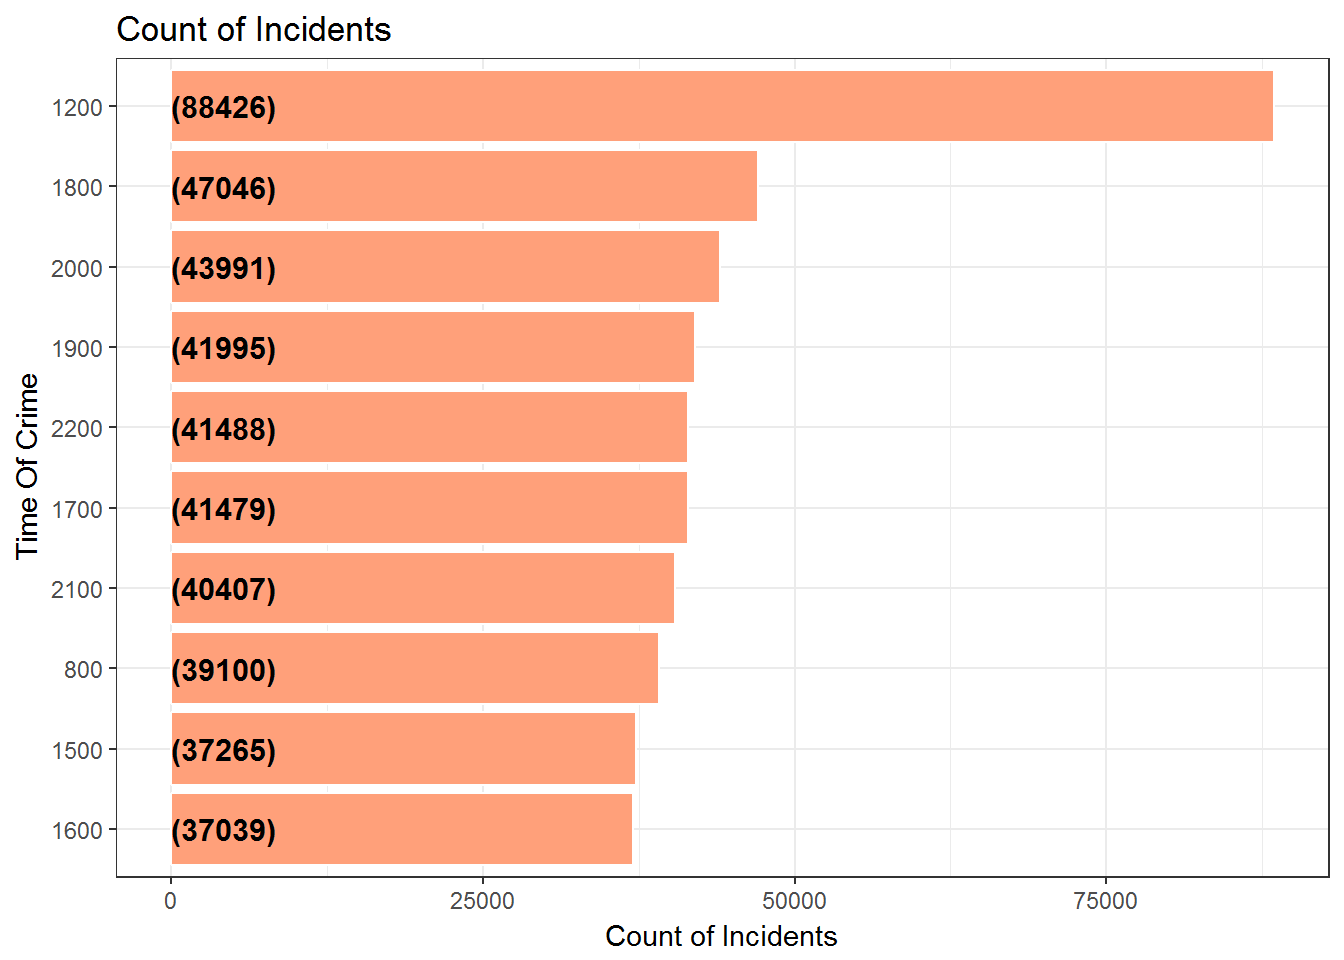 Count of Incidents
1200 (88426)
1800 (47046)
2000 (43991)
1900 (41995)
2200 (41488)
1700 (41479)
2100 (40407)
800 (39100)
1500 (37265)
1600 (37039)
Time Of Crime
0 25000 50000 75000
Count of Incidents